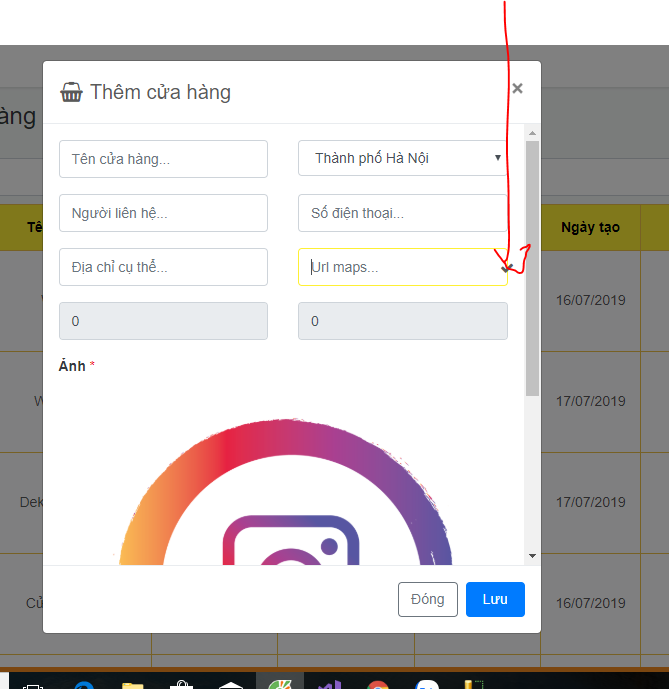 Thêm cửa hàng
×
àng
Tên cửa hàng...
Thành phố Hà Nội
Người liên hệ...
Số điện thoại...
Tê
Ngày tạo
Địa chỉ cụ thể...
Url maps...
16/07/2019
0
0
Ảnh *
W
17/07/2019
Dek
17/07/2019
Củ
16/07/2019
Đóng
Lưu